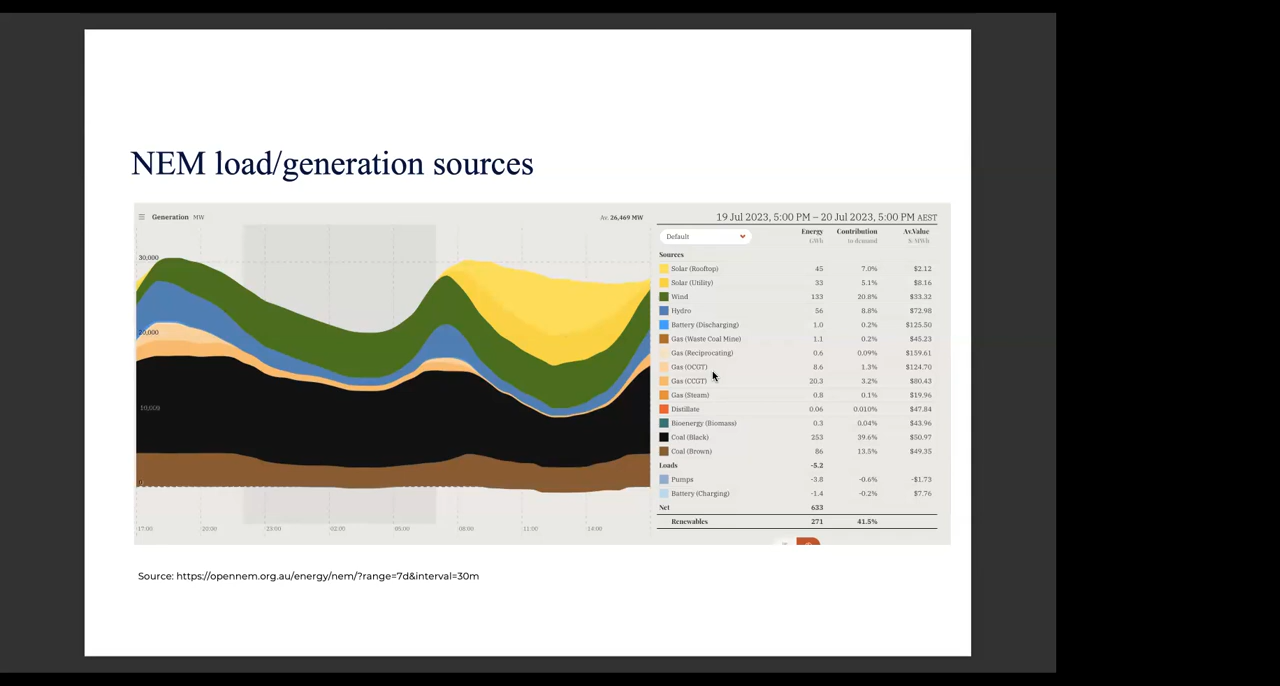 NEM load/generation sources
Generation MW Av. 26,469 MW
30,000
20,000
10,000
0
17:00 20:00 23:00 02:00 05:00 08:00 11:00 14:00
19 Jul 2023, 5:00 PM – 20 Jul 2023, 5:00 PM AEST
Default Energy Contribution Av.Value
GWh to demand $/MWh
Sources
Solar (Rooftop) 45 7.0% $2.12
Solar (Utility) 33 5.1% $8.16
Wind 133 20.8% $33.32
Hydro 56 8.8% $72.98
Battery (Discharging) 1.0 0.2% $125.50
Gas (Waste Coal Mine) 1.1 0.2% $45.23
Gas (Reciprocating) 0.6 0.09% $159.61
Gas (OCGT) 8.6 1.3% $124.70
Gas (CCGT) 20.3 3.2% $80.43
Gas (Steam) 0.8 0.1% $19.96
Distillate 0.06 0.010% $47.84
Bioenergy (Biomass) 0.3 0.04% $43.96
Coal (Black) 253 39.6% $50.97
Coal (Brown) 86 13.5% $49.35
Loads -5.2
Pumps -3.8 -0.6% -$1.73
Battery (Charging) -1.4 -0.2% $7.76
Net 633
Renewables 271 41.5%
Source: https://opennem.org.au/energy/nem/?range=7d&interval=30m